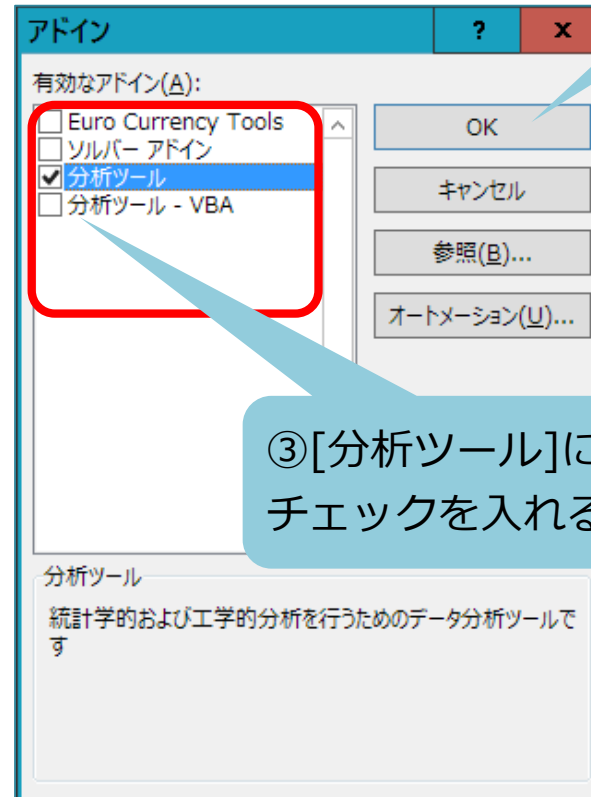 アドイン ? x
有効なアドイン(A):
Euro Currency Tools
ソルバー アドイン
分析ツール
分析ツール - VBA
OK
キャンセル
参照(B)...
オートメーション(U)...
③[分析ツール]に
チェックを入れる
分析ツール
統計学的および工学的分析を行うためのデータ分析ツールで
す